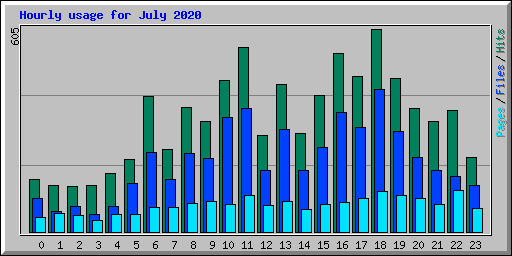 Hourly usage for July 2020
605
Pages / Files / Hits
0 1 2 3 4 5 6 7 8 9 10 11 12 13 14 15 16 17 18 19 20 21 22 23